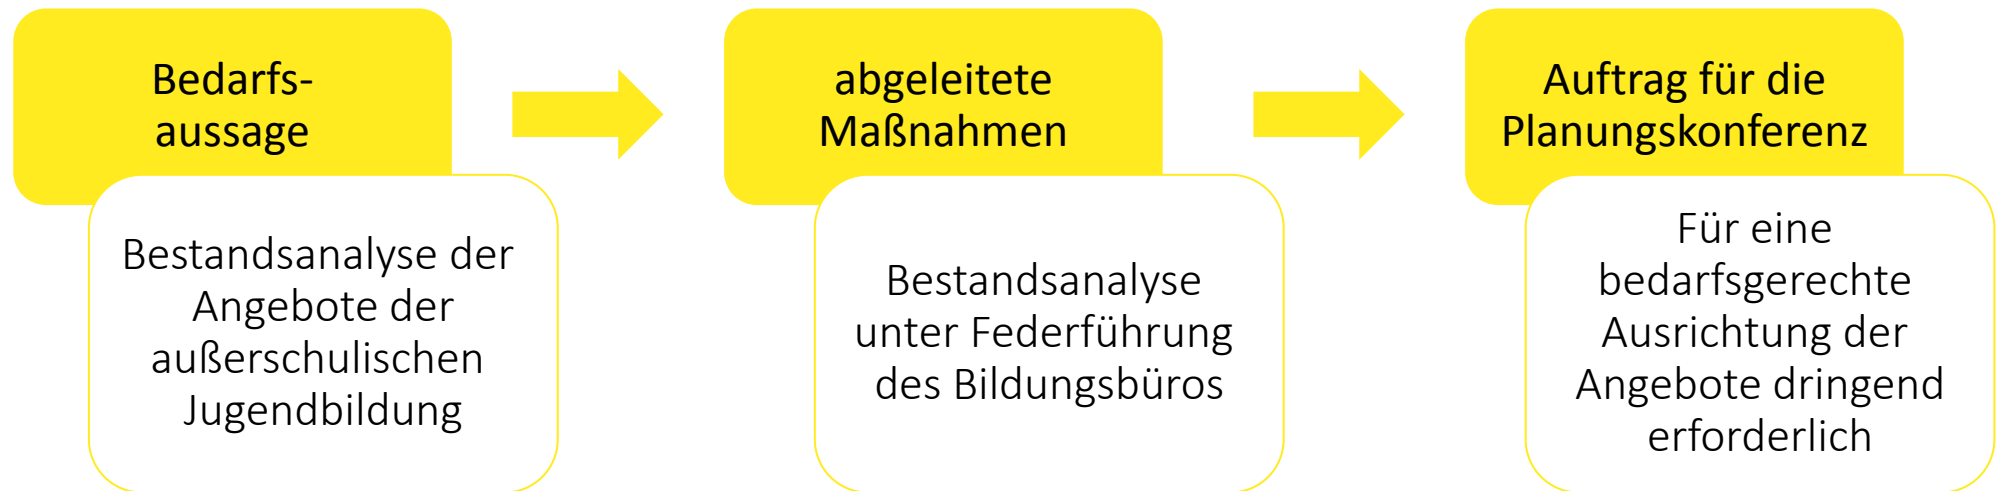 Bedarfs-
aussage
Bestandsanalyse der
Angebote der
außerschulischen
Jugendbildung
abgeleitete
Maßnahmen
Bestandsanalyse
unter Federführung
des Bildungsbüros
Auftrag für die
Planungskonferenz
Für eine
bedarfsgerechte
Ausrichtung der
Angebote dringend
erforderlich